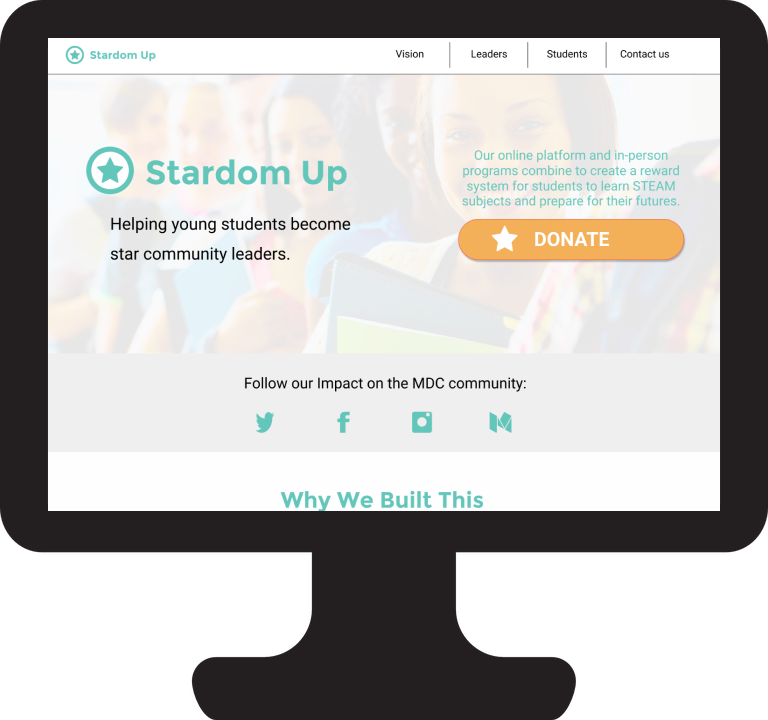 Stardom Up
Vision
Leaders
Students
Contact us
Stardom Up
Helping young students become
star community leaders.
Our online platform and in-person
programs combine to create a reward
system for students to learn STEAM
subjects and prepare for their futures.
DONATE
Follow our Impact on the MDC community:
Why We Built This